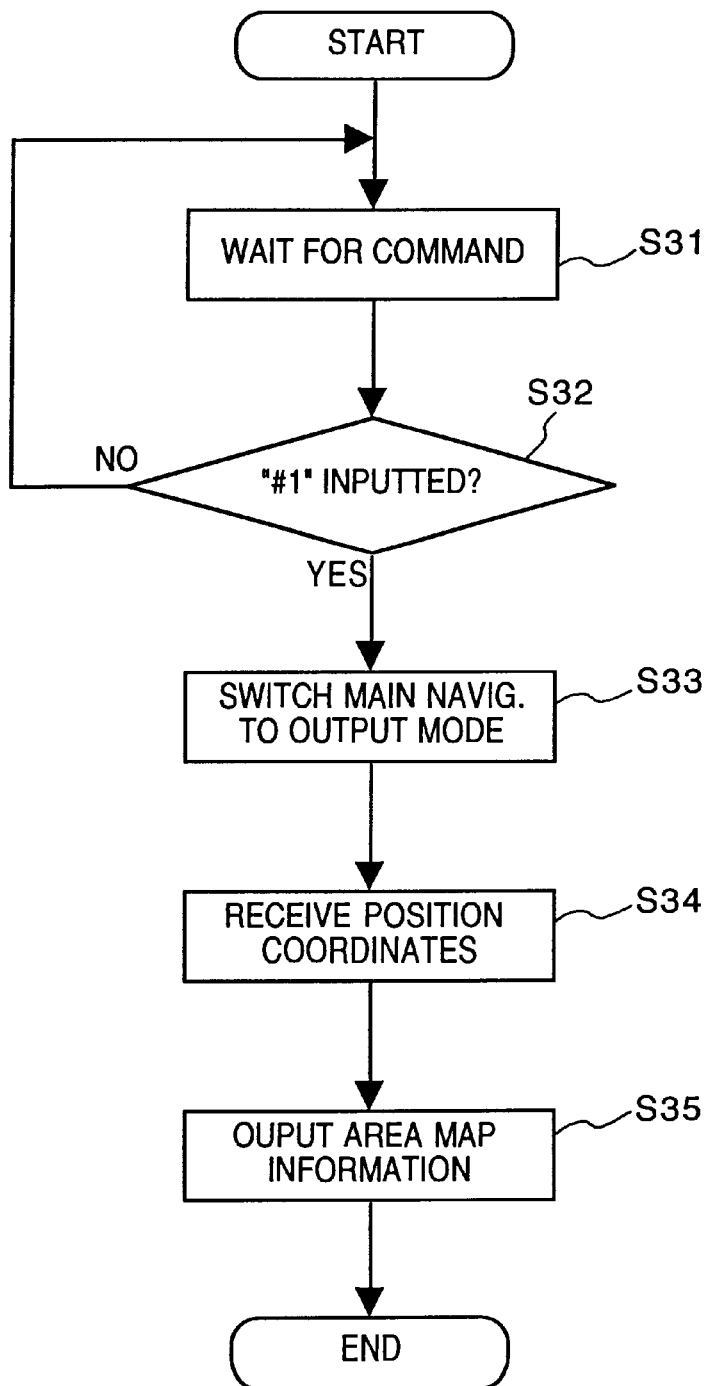 START
WAIT FOR COMMAND
S31
S32
NO
"#1" INPUTTED?
YES
SWITCH MAIN NAVIG.
TO OUTPUT MODE
S33
RECEIVE POSITION
COORDINATES
S34
OUPUT AREA MAP
INFORMATION
S35
END